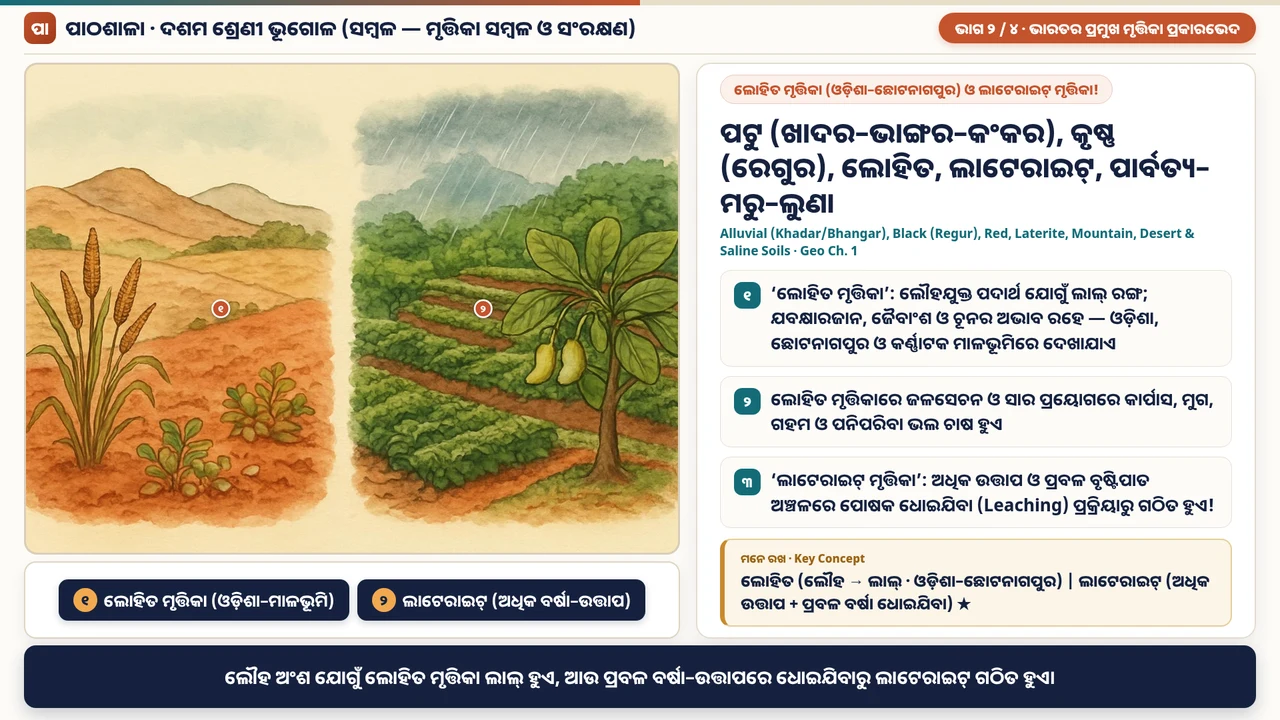 ପା ପାଠଶାଳା · ଦଶମ ଶ୍ରେଣୀ ଭୂଗୋଳ (ସମ୍ବଳ — ମୃତ୍ତିକା ସମ୍ବଳ ଓ ସଂରକ୍ଷଣ)
ଭାଗ ୨ / ୪ · ଭାରତର ପ୍ରମୁଖ ମୃତ୍ତିକା ପ୍ରକାରଭେଦ
୧
୨
୧ ଲୋହିତ ମୃତ୍ତିକା (ଓଡ଼ିଶା-ମାଳଭୂମି)
୨ ଲାଟେରାଇଟ୍ (ଅଧିକ ବର୍ଷା-ଉତ୍ତାପ)
ଲୋହିତ ମୃତ୍ତିକା (ଓଡ଼ିଶା-ଛୋଟନାଗପୁର) ଓ ଲାଟେରାଇଟ୍ ମୃତ୍ତିକା!
ପଟୁ (ଖାଦର-ଭାଙ୍ଗର-କଂକର), କୃଷ୍ଣ
(ରେଗୁର), ଲୋହିତ, ଲାଟେରାଇଟ୍, ପାର୍ବତ୍ୟ-
ମରୁ-ଲୁଣା
Alluvial (Khadar/Bhangar), Black (Regur), Red, Laterite, Mountain, Desert &
Saline Soils · Geo Ch. 1
୧ ‘ଲୋହିତ ମୃତ୍ତିକା’: ଲୌହଯୁକ୍ତ ପଦାର୍ଥ ଯୋଗୁଁ ଲାଲ୍ ରଙ୍ଗ;
ଯବକ୍ଷାରଜାନ, ଜୈବାଂଶ ଓ ଚୂନର ଅଭାବ ରହେ — ଓଡ଼ିଶା,
ଛୋଟନାଗପୁର ଓ କର୍ଣ୍ଣାଟକ ମାଳଭୂମିରେ ଦେଖାଯାଏ
୨ ଲୋହିତ ମୃତ୍ତିକାରେ ଜଳସେଚନ ଓ ସାର ପ୍ରୟୋଗରେ କାର୍ପାସ, ମୁଗ,
ଗହମ ଓ ପନିପରିବା ଭଲ ଚାଷ ହୁଏ
୩ ‘ଲାଟେରାଇଟ୍ ମୃତ୍ତିକା’: ଅଧିକ ଉତ୍ତାପ ଓ ପ୍ରବଳ ବୃଷ୍ଟିପାତ
ଅଞ୍ଚଳରେ ପୋଷକ ଧୋଇଯିବା (Leaching) ପ୍ରକ୍ରିୟାରୁ ଗଠିତ ହୁଏ!
ମନେ ରଖ · Key Concept
ଲୋହିତ (ଲୌହ → ଲାଲ୍ · ଓଡ଼ିଶା-ଛୋଟନାଗପୁର) | ଲାଟେରାଇଟ୍ (ଅଧିକ
ଉତ୍ତାପ + ପ୍ରବଳ ବର୍ଷା ଧୋଇଯିବା) ★
ଲୌହ ଅଂଶ ଯୋଗୁଁ ଲୋହିତ ମୃତ୍ତିକା ଲାଲ୍ ହୁଏ, ଆଉ ପ୍ରବଳ ବର୍ଷା-ଉତ୍ତାପରେ ଧୋଇଯିବାରୁ ଲାଟେରାଇଟ୍ ଗଠିତ ହୁଏ।